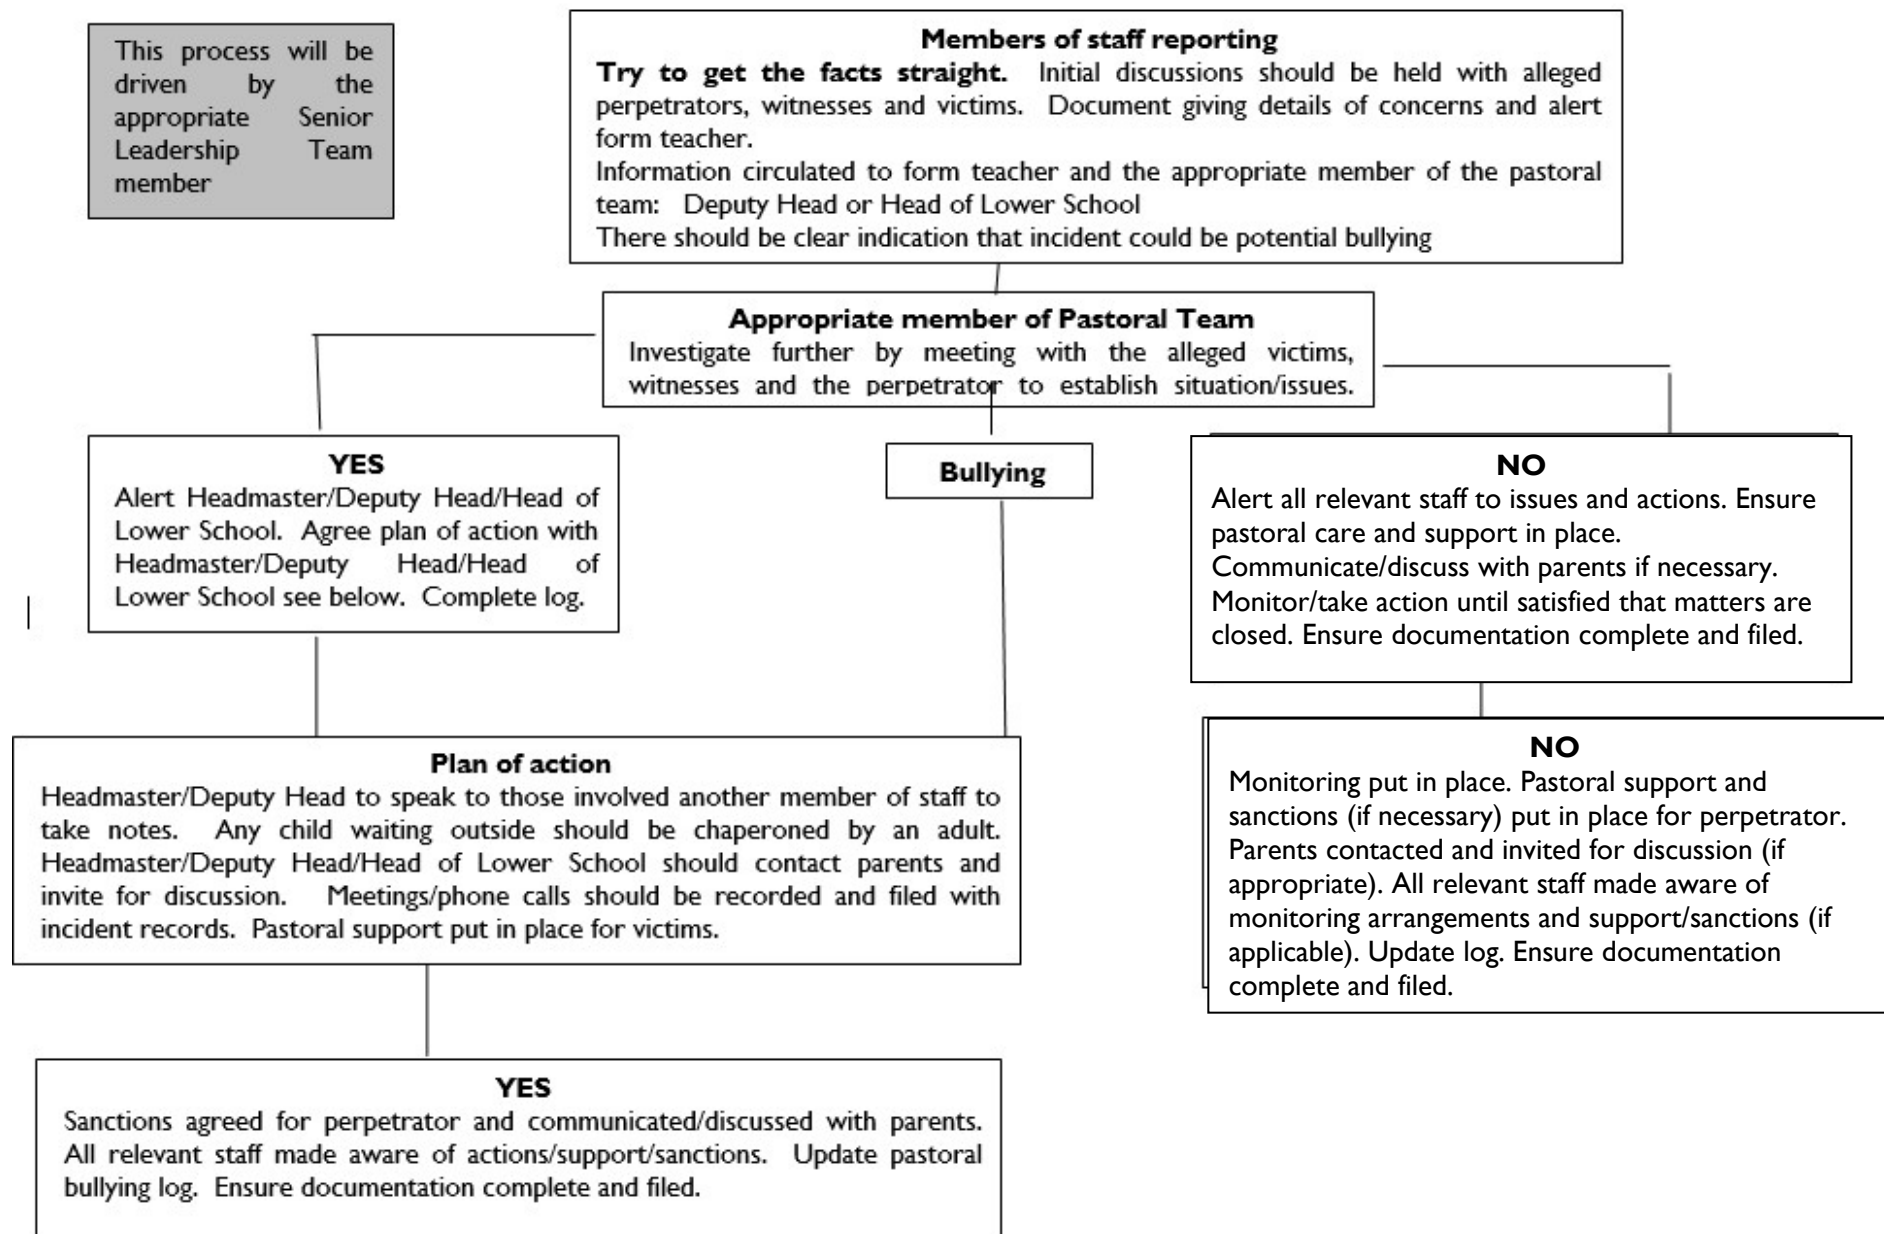 This process will be
driven by the
appropriate Senior
Leadership Team
member
Members of staff reporting
Try to get the facts straight. Initial discussions should be held with alleged
perpetrators, witnesses and victims. Document giving details of concerns and alert
form teacher.
Information circulated to form teacher and the appropriate member of the pastoral
team: Deputy Head or Head of Lower School
There should be clear indication that incident could be potential bullying
Appropriate member of Pastoral Team
Investigate further by meeting with the alleged victims,
witnesses and the perpetrator to establish situation/issues.
YES
Alert Headmaster/Deputy Head/Head of
Lower School. Agree plan of action with
Headmaster/Deputy Head/Head of
Lower School see below. Complete log.
Bullying
NO
Alert all relevant staff to issues and actions. Ensure
pastoral care and support in place.
Communicate/discuss with parents if necessary.
Monitor/take action until satisfied that matters are
closed. Ensure documentation complete and filed.
Plan of action
Headmaster/Deputy Head to speak to those involved another member of staff to
take notes. Any child waiting outside should be chaperoned by an adult.
Headmaster/Deputy Head/Head of Lower School should contact parents and
invite for discussion. Meetings/phone calls should be recorded and filed with
incident records. Pastoral support put in place for victims.
NO
Monitoring put in place. Pastoral support and
sanctions (if necessary) put in place for perpetrator.
Parents contacted and invited for discussion (if
appropriate). All relevant staff made aware of
monitoring arrangements and support/sanctions (if
applicable). Update log. Ensure documentation
complete and filed.
YES
Sanctions agreed for perpetrator and communicated/discussed with parents.
All relevant staff made aware of actions/support/sanctions. Update pastoral
bullying log. Ensure documentation complete and filed.